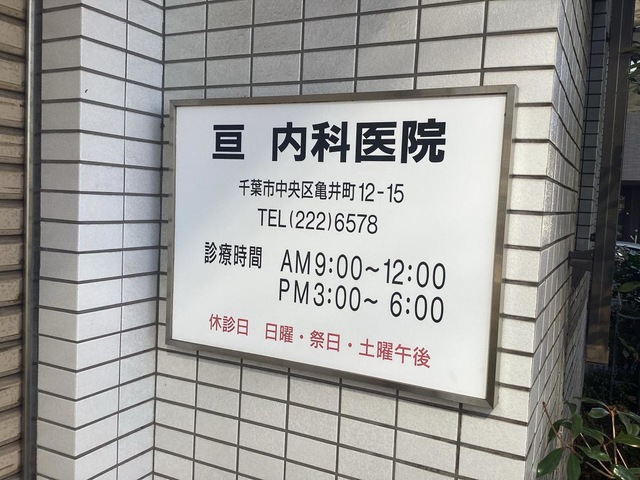 亘 内科医院
千葉市中央区亀井町12-15
TEL(222)6578
診療時間 AM9:00〜12:00
PM3:00〜 6:00
休診日 日曜・祭日・土曜午後